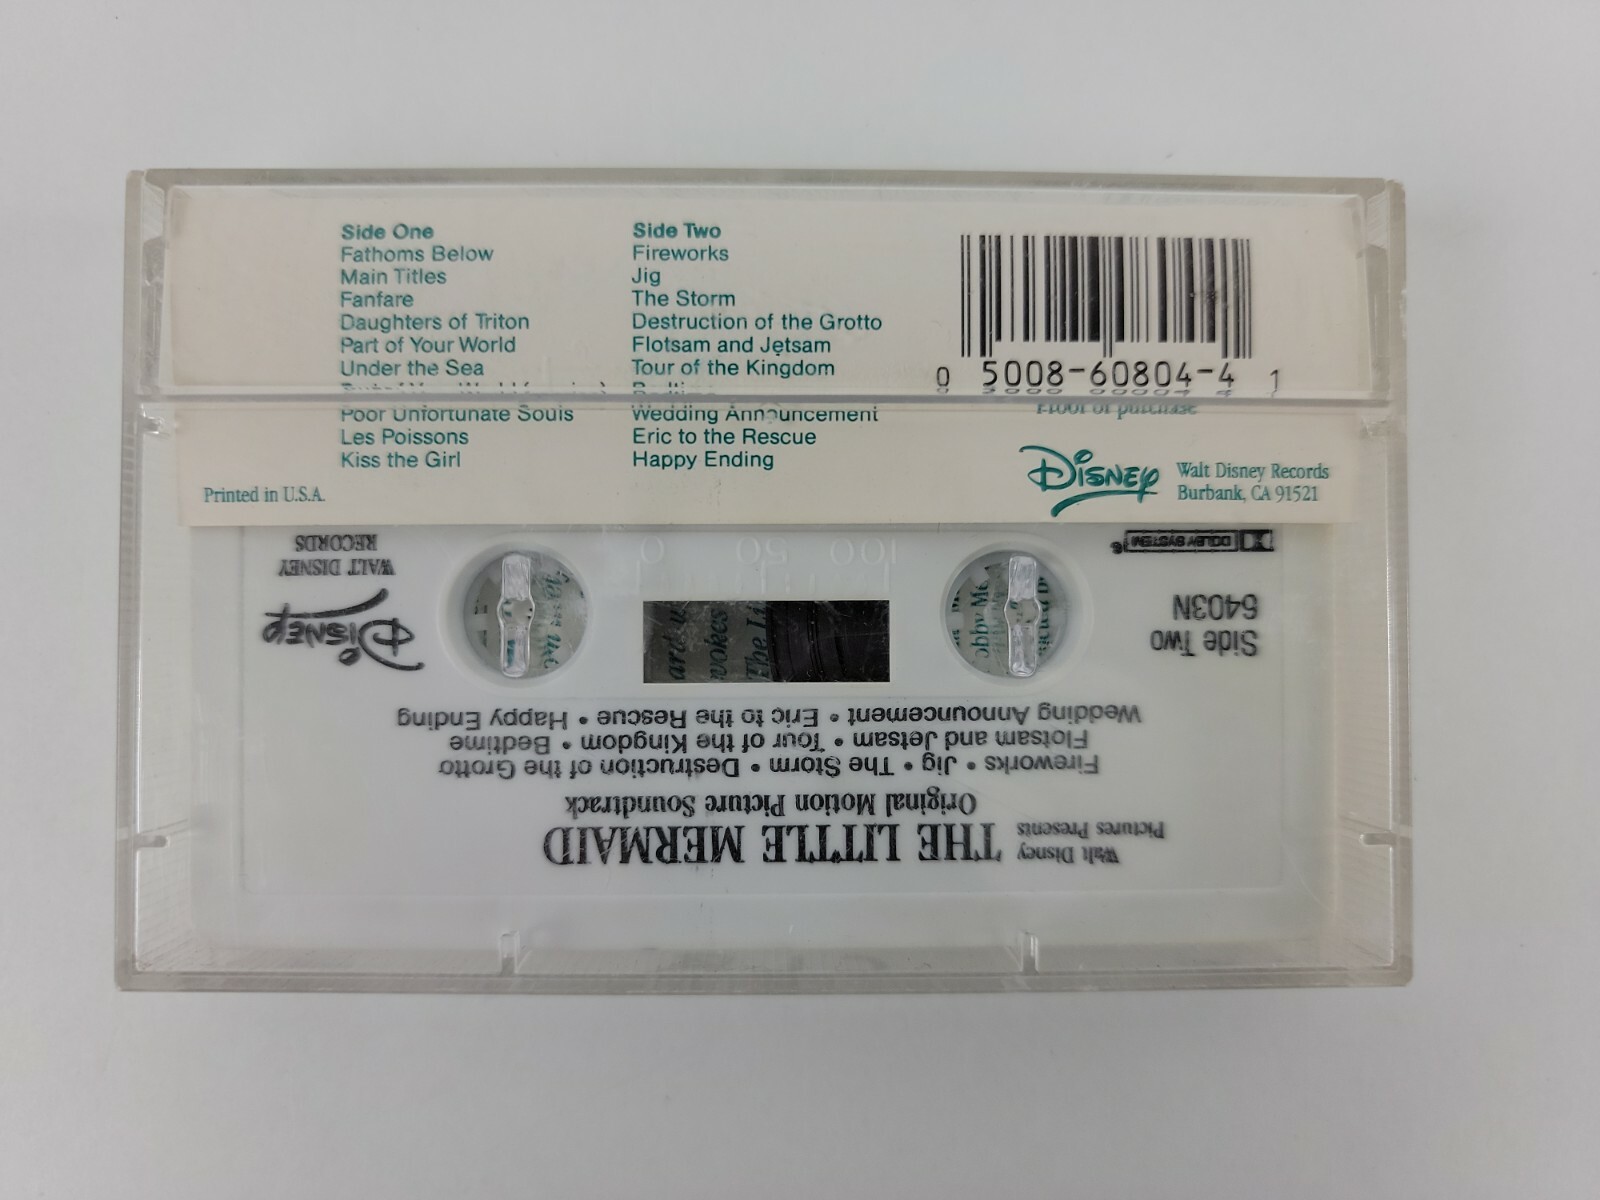 Side One
Fathoms Below
Main Titles
Fanfare
Daughters of Triton
Part of Your World
Under the Sea
Poor Unfortunate Souls
Les Poissons
Kiss the Girl
Side Two
Fireworks
Jig
The Storm
Destruction of the Grotto
Flotsam and Jetsam
Tour of the Kingdom
Bedtime
Wedding Announcement
Eric to the Rescue
Happy Ending
0 5008-60804-4 1
Proof of purchase
Printed in U.S.A.
Disney
Walt Disney Records
Burbank, CA 91521
Walt Disney
Pictures Presents
THE LITTLE MERMAID
Original Motion Picture Soundtrack
Fireworks • Jig • The Storm • Destruction of the Grotto
Flotsam and Jetsam • Tour of the Kingdom • Bedtime
Wedding Announcement • Eric to the Rescue • Happy Ending
Side Two
6403N
DOLBY SYSTEM
Disney
WALT DISNEY
RECORDS
100 50 0